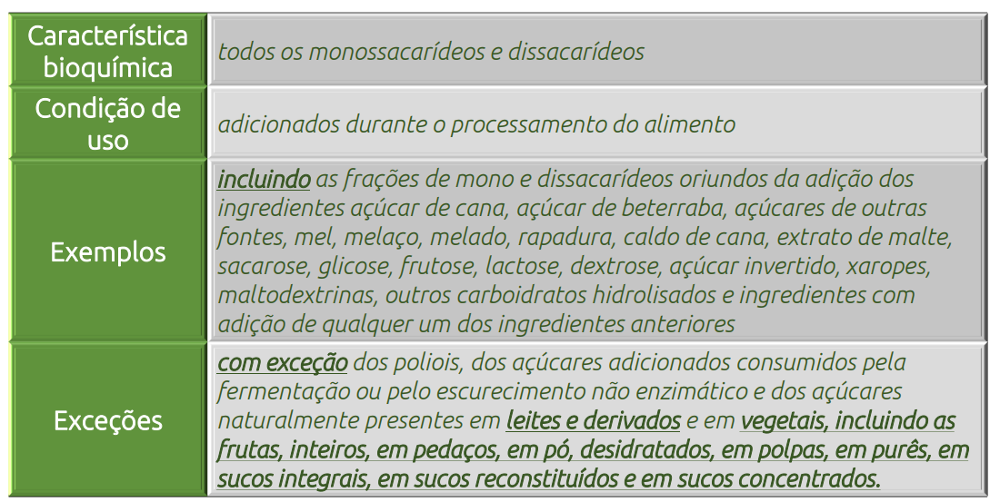 Característica
bioquímica
todos os monossacarídeos e dissacarídeos
Condição de
uso
adicionados durante o processamento do alimento
Exemplos
incluindo as frações de mono e dissacarídeos oriundos da adição dos
ingredientes açúcar de cana, açúcar de beterraba, açúcares de outras
fontes, mel, melaço, melado, rapadura, caldo de cana, extrato de malte,
sacarose, glicose, frutose, lactose, dextrose, açúcar invertido, xaropes,
maltodextrinas, outros carboidratos hidrolisados e ingredientes com
adição de qualquer um dos ingredientes anteriores
Exceções
com exceção dos poliois, dos açúcares adicionados consumidos pela
fermentação ou pelo escurecimento não enzimático e dos açúcares
naturalmente presentes em leites e derivados e em vegetais, incluindo as
frutas, inteiros, em pedaços, em pó, desidratados, em polpas, em purês, em
sucos integrais, em sucos reconstituídos e em sucos concentrados.